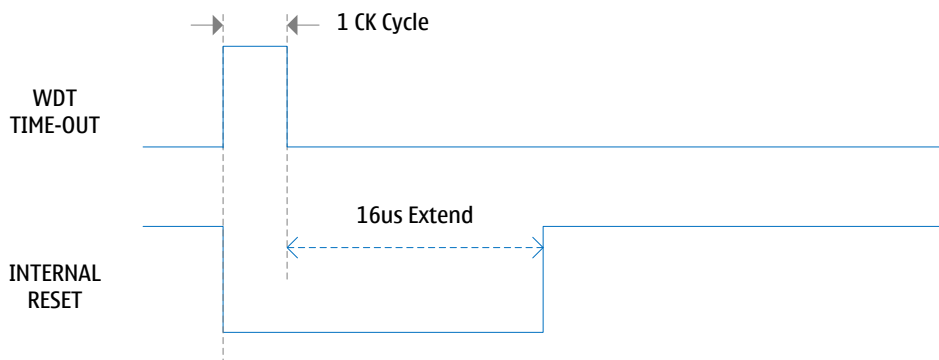 1 CK Cycle
WDT
TIME-OUT
16us Extend
INTERNAL
RESET